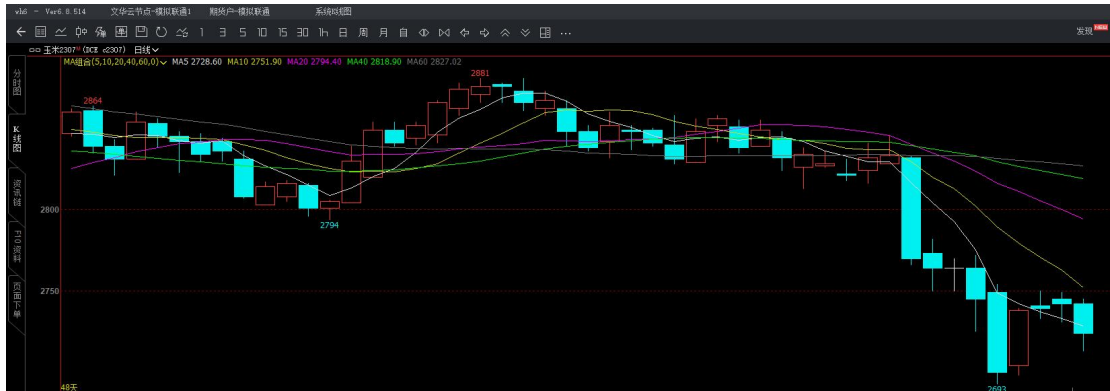 wh6 - Ver6.8.514 文华云节点-模拟联通1 期货户-模拟联通 系统K线图
1 3 5 10 15 30 1h 日 周 月 自 ... 发现 NEW
玉米2307M(DCE c2307) 日线
MA组合(5,10,20,40,60,0) MA5 2728.60 MA10 2751.90 MA20 2794.40 MA40 2818.90 MA60 2827.02
分时图
K线图
资讯链
F10资料
页面下单
2881
2864
2800
2794
2750
2693
48天